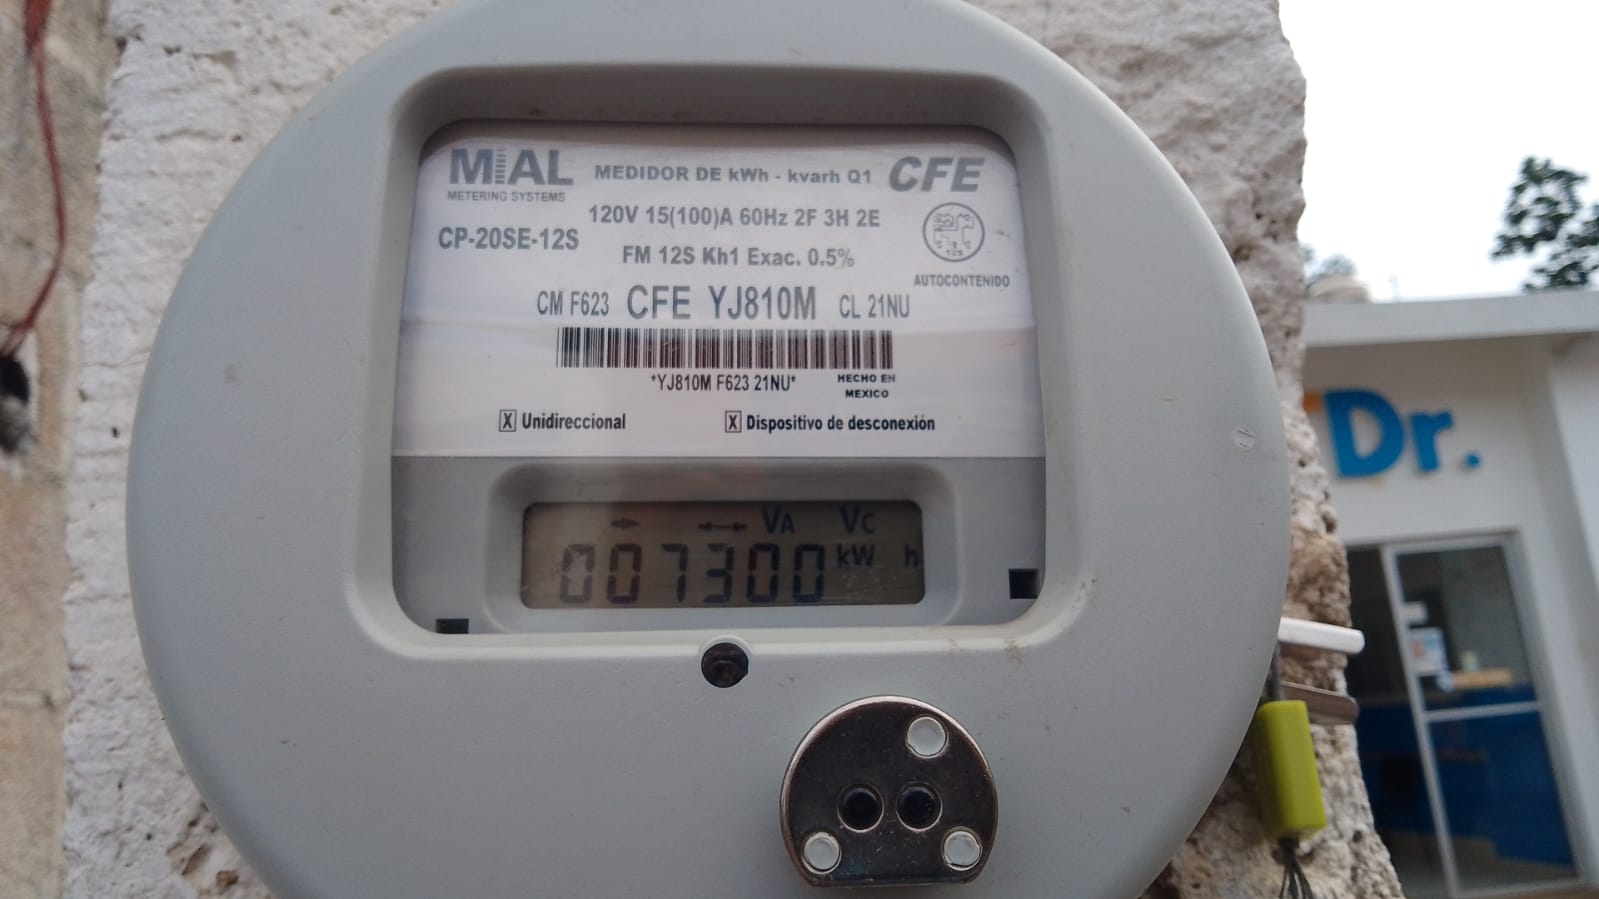 MIAL
METERING SYSTEMS
MEDIDOR DE kWh - kvarh Q1
CFE
120V 15(100)A 60Hz 2F 3H 2E
CP-20SE-12S
FM 12S Kh1 Exac. 0.5%
12S
AUTOCONTENIDO
CM F623 CFE YJ810M CL 21NU
*YJ810M F623 21NU*
HECHO EN
MEXICO
X Unidireccional
X Dispositivo de desconexión
VA VC
007300 kW h
Dr.